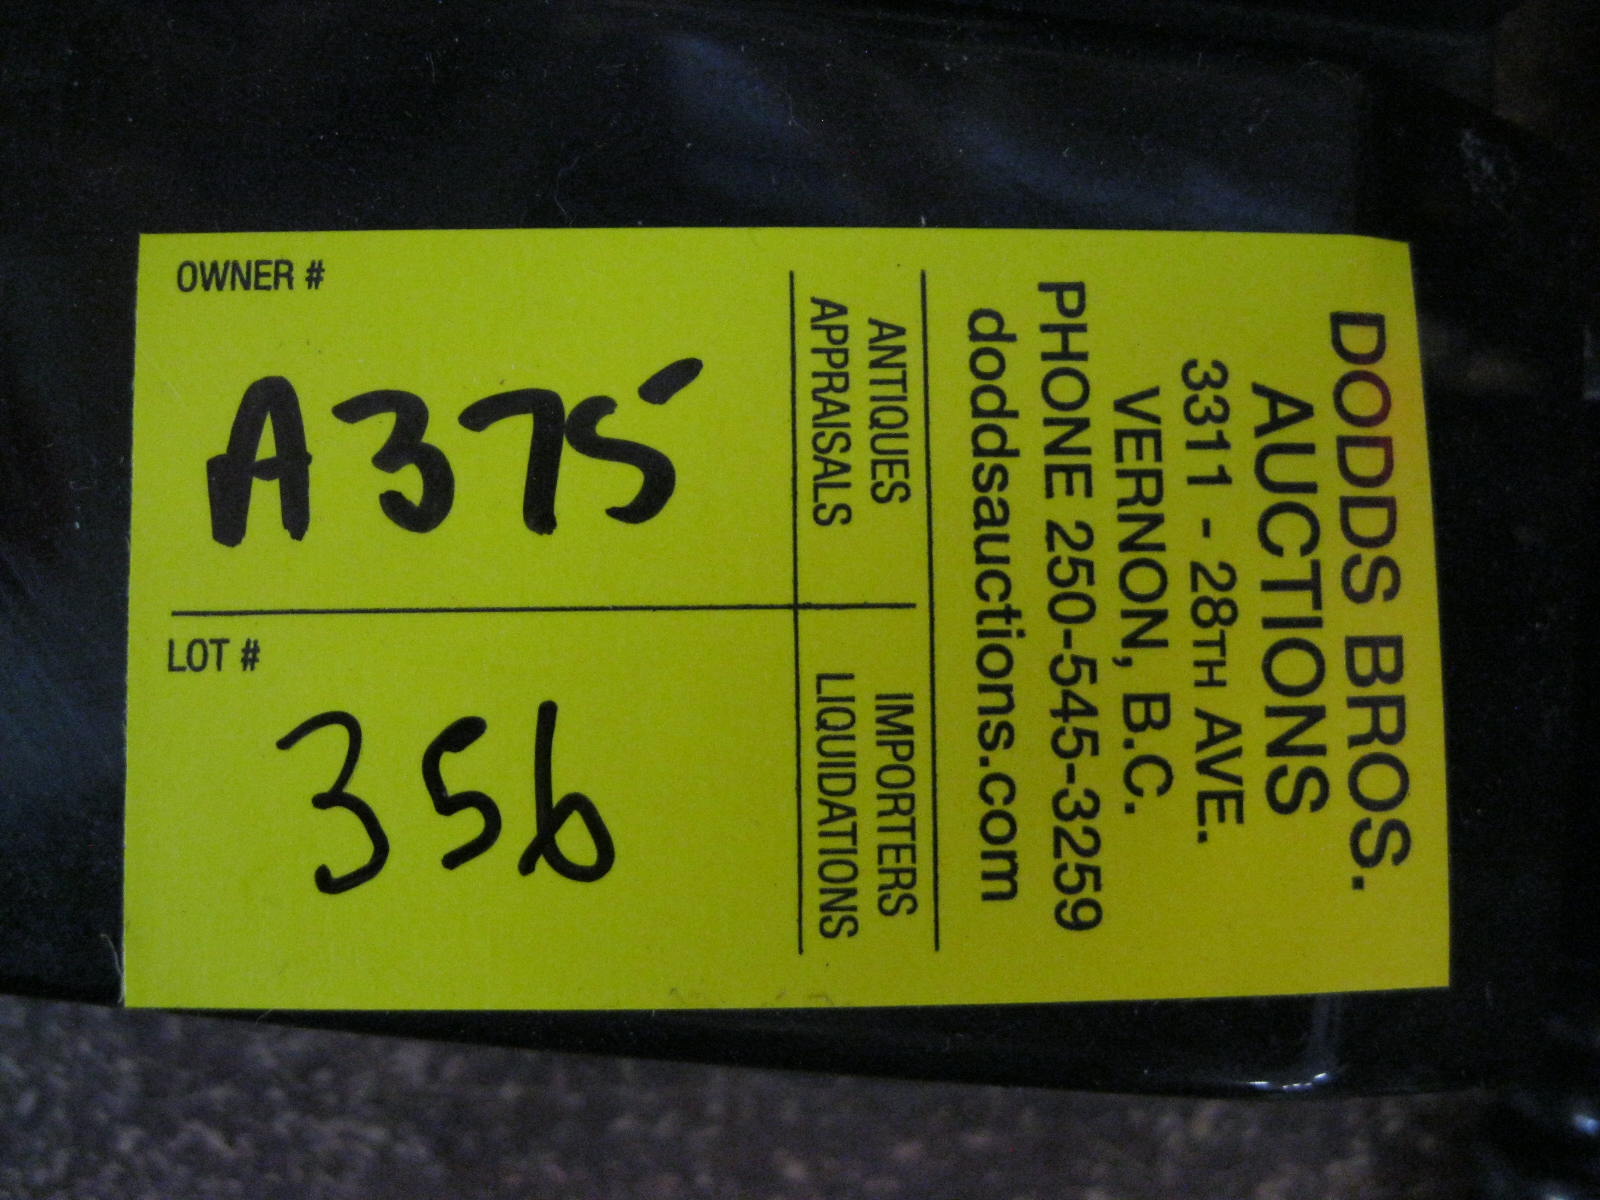 OWNER #
A375
LOT #
356
DODDS BROS.
AUCTIONS
3311 - 28TH AVE.
VERNON, B.C.
PHONE 250-545-3259
doddsauctions.com
ANTIQUES
APPRAISALS
IMPORTERS
LIQUIDATIONS